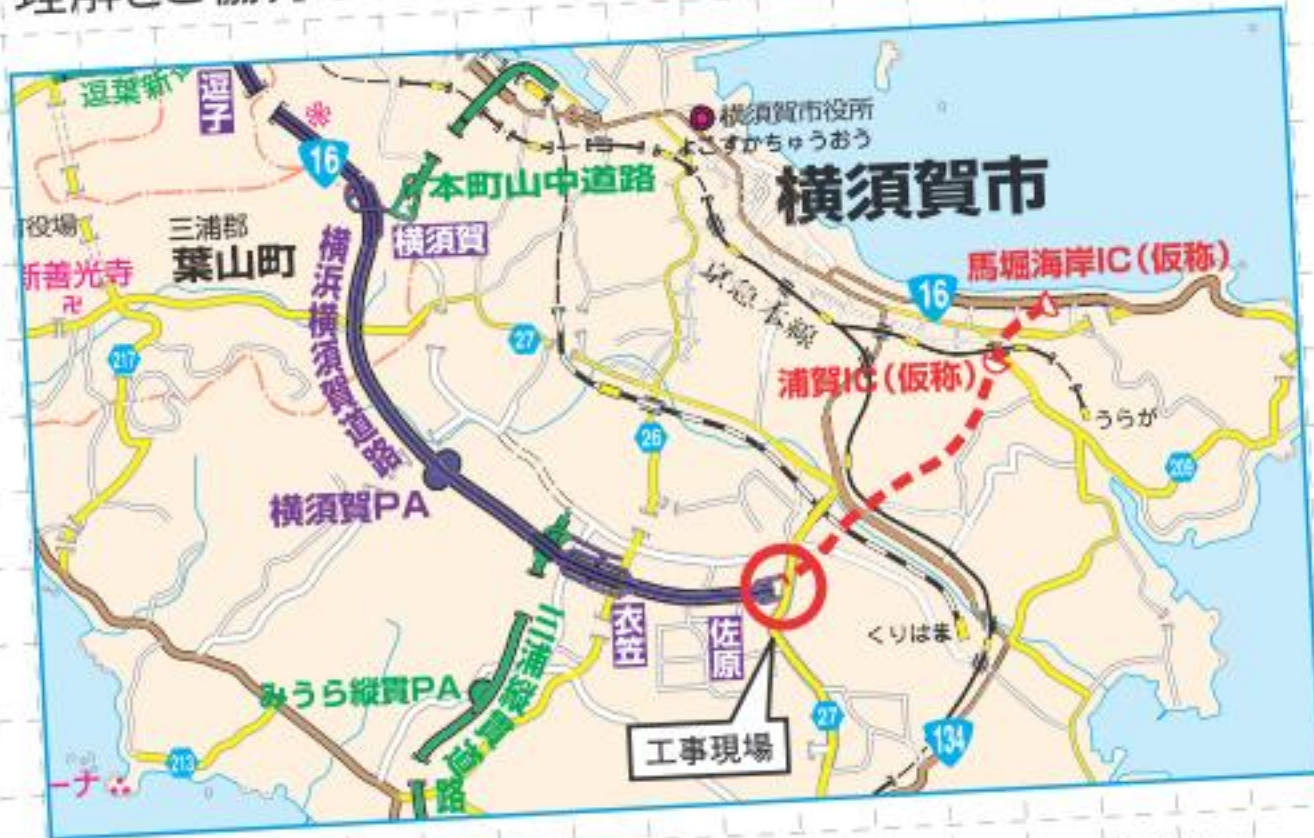 逗子
横須賀市役所
よこすかちゅうおう
16
本町山中道路
横須賀市
役場
三浦郡
葉山町
横須賀
馬堀海岸IC(仮称)
新善光寺
卍
横浜横須賀道路
京急本線
16
217
27
浦賀IC(仮称)
うらが
26
209
横須賀PA
衣笠
佐原
くりはま
三浦縦貫道路
みうら縦貫PA
27
工事現場
134
213
ーナ